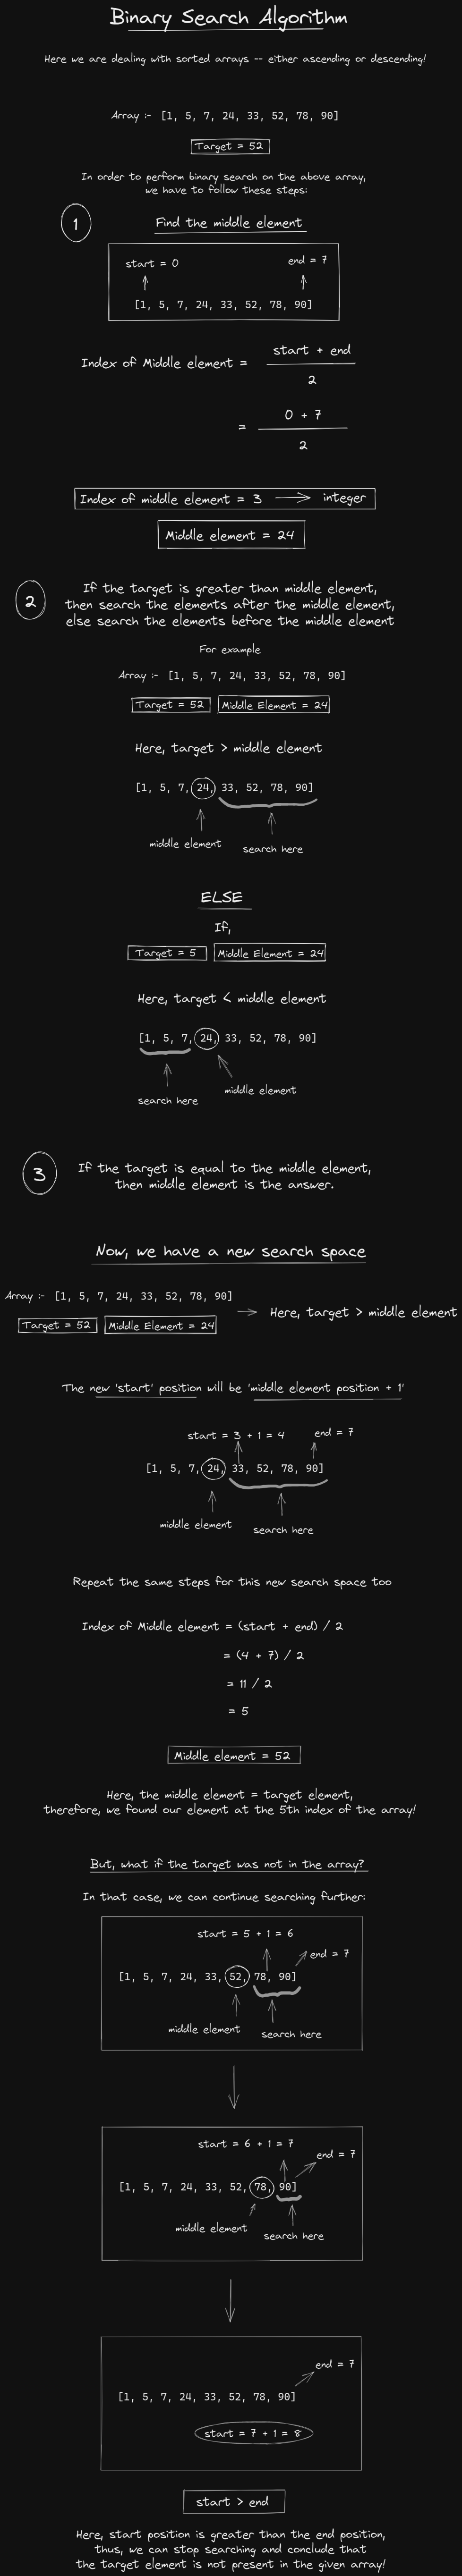 Binary Search Algorithm
Here we are dealing with sorted arrays -- either ascending or descending!
Array :- [1, 5, 7, 24, 33, 52, 78, 90]
Target = 52
In order to perform binary search on the above array,
we have to follow these steps:
1
Find the middle element
start = 0
end = 7
[1, 5, 7, 24, 33, 52, 78, 90]
Index of Middle element =
start + end
2
=
0 + 7
2
Index of middle element = 3 integer
Middle element = 24
2
If the target is greater than middle element,
then search the elements after the middle element,
else search the elements before the middle element
For example
Array :- [1, 5, 7, 24, 33, 52, 78, 90]
Target = 52 Middle Element = 24
Here, target > middle element
[1, 5, 7, 24, 33, 52, 78, 90]
middle element
search here
ELSE
If,
Target = 5 Middle Element = 24
Here, target < middle element
[1, 5, 7, 24, 33, 52, 78, 90]
middle element
search here
3
If the target is equal to the middle element,
then middle element is the answer.
Now, we have a new search space
Array :- [1, 5, 7, 24, 33, 52, 78, 90]
Target = 52 Middle Element = 24
Here, target > middle element
The new 'start' position will be 'middle element position + 1'
start = 3 + 1 = 4
end = 7
[1, 5, 7, 24, 33, 52, 78, 90]
middle element
search here
Repeat the same steps for this new search space too
Index of Middle element = (start + end) / 2
= (4 + 7) / 2
= 11 / 2
= 5
Middle element = 52
Here, the middle element = target element,
therefore, we found our element at the 5th index of the array!
But, what if the target was not in the array?
In that case, we can continue searching further:
start = 5 + 1 = 6
end = 7
[1, 5, 7, 24, 33, 52, 78, 90]
middle element
search here
start = 6 + 1 = 7
end = 7
[1, 5, 7, 24, 33, 52, 78, 90]
middle element
search here
end = 7
[1, 5, 7, 24, 33, 52, 78, 90]
start = 7 + 1 = 8
start > end
Here, start position is greater than the end position,
thus, we can stop searching and conclude that
the target element is not present in the given array!